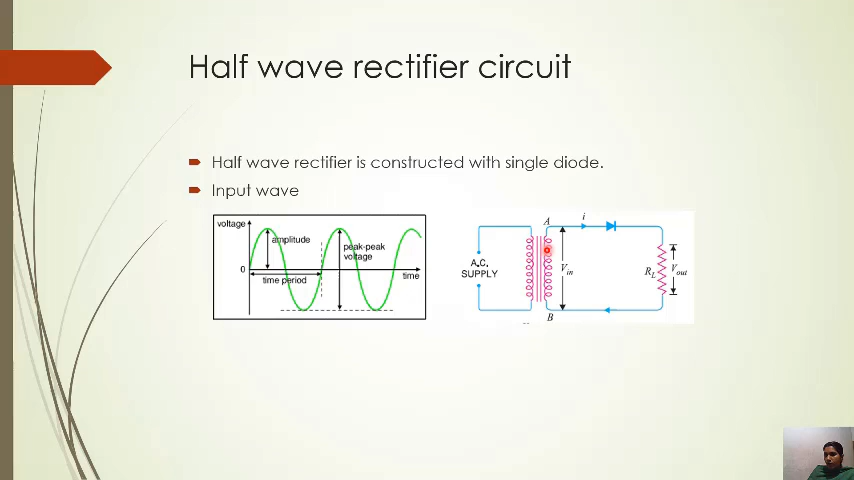 Half wave rectifier circuit
Half wave rectifier is constructed with single diode.
Input wave
voltage
amplitude
peak-peak
voltage
0
time
time period
A
i
A.C.
SUPPLY
Vin
RL
Vout
B